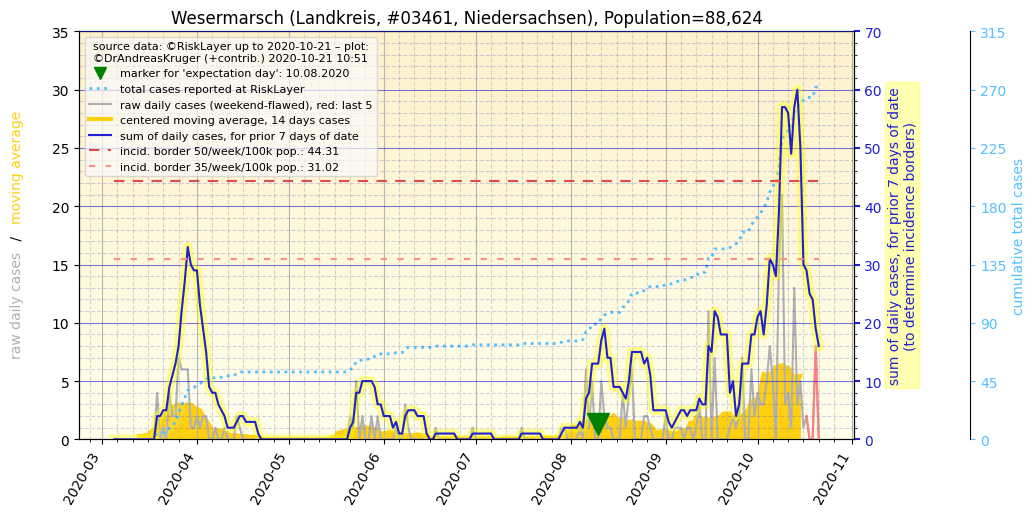 Wesermarsch (Landkreis, #03461, Niedersachsen), Population=88,624
source data: ©RiskLayer up to 2020-10-21 – plot:
©DrAndreasKruger (+contrib.) 2020-10-21 10:51
marker for 'expectation day': 10.08.2020
total cases reported at RiskLayer
raw daily cases (weekend-flawed), red: last 5
centered moving average, 14 days cases
sum of daily cases, for prior 7 days of date
incid. border 50/week/100k pop.: 44.31
incid. border 35/week/100k pop.: 31.02
raw daily cases / moving average
35
30
25
20
15
10
5
0
70
60
50
40
30
20
10
0
sum of daily cases, for prior 7 days of date
(to determine incidence borders)
315
270
225
180
135
90
45
0
cumulative total cases
2020-03
2020-04
2020-05
2020-06
2020-07
2020-08
2020-09
2020-10
2020-11